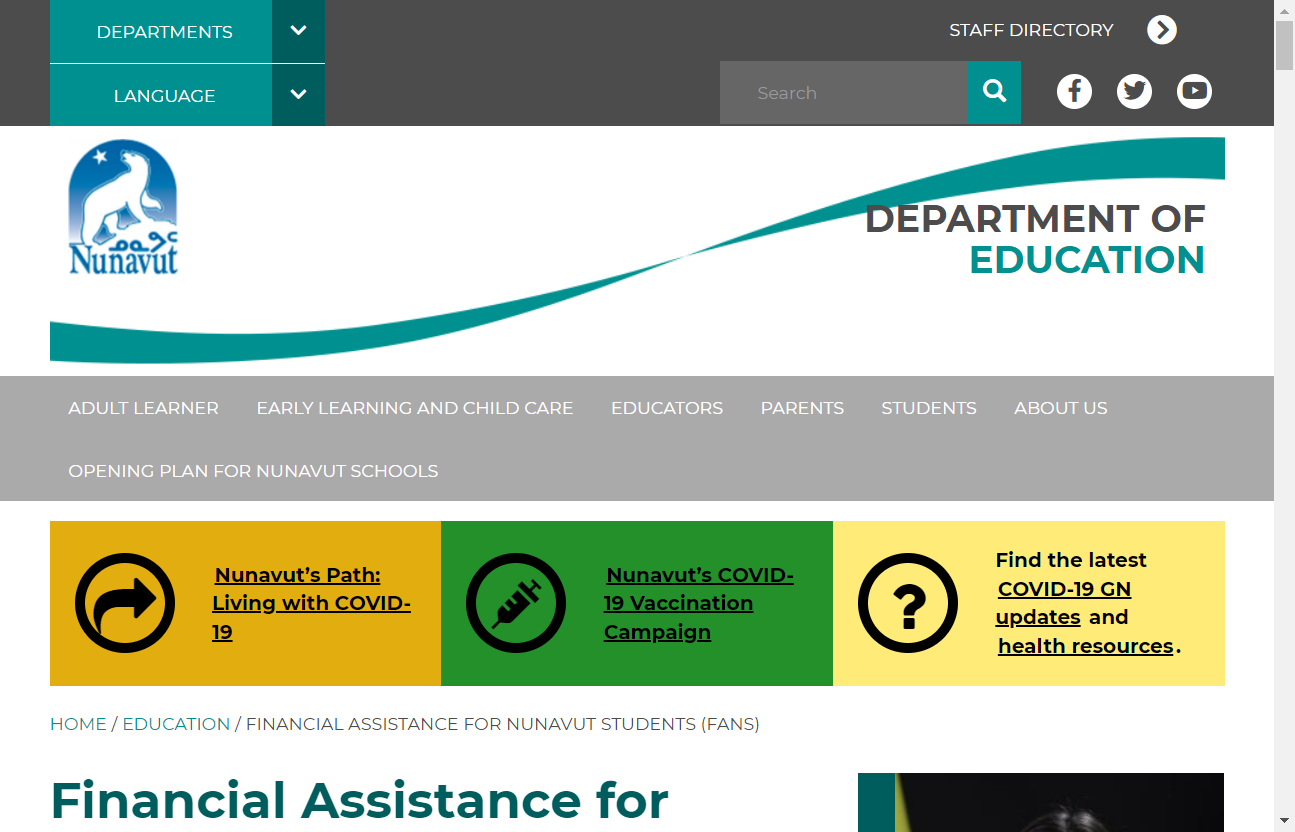 DEPARTMENTS
LANGUAGE
STAFF DIRECTORY
Search
ᓄᓇᕗᑦ
Nunavut
DEPARTMENT OF
EDUCATION
ADULT LEARNER EARLY LEARNING AND CHILD CARE EDUCATORS PARENTS STUDENTS ABOUT US
OPENING PLAN FOR NUNAVUT SCHOOLS
Nunavut’s Path:
Living with COVID-
19
Nunavut’s COVID-
19 Vaccination
Campaign
Find the latest
COVID-19 GN
updates and
health resources.
HOME / EDUCATION / FINANCIAL ASSISTANCE FOR NUNAVUT STUDENTS (FANS)
Financial Assistance for